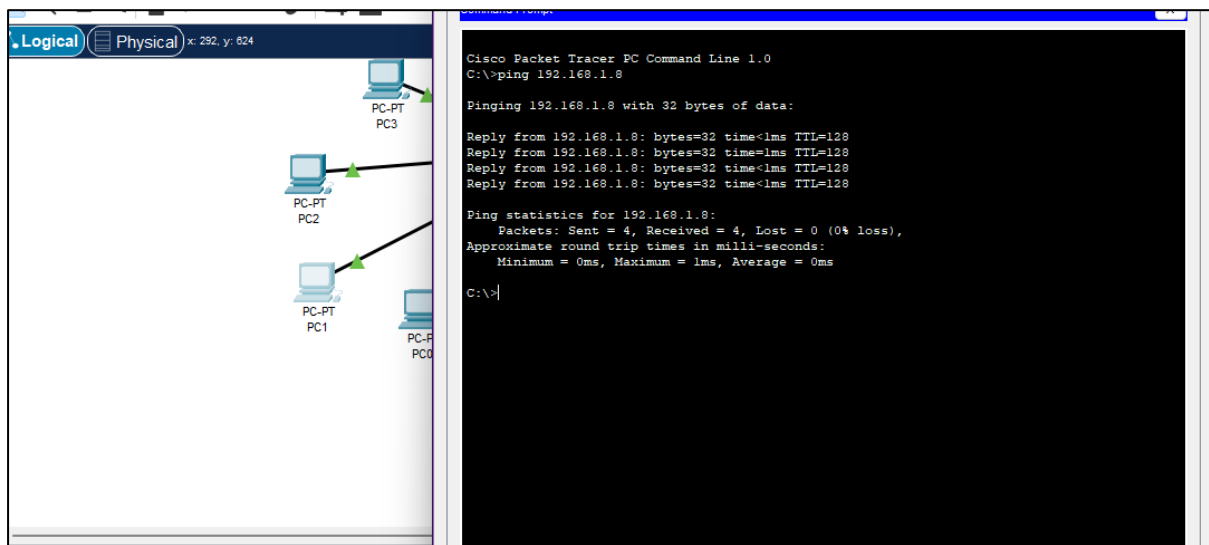 Logical
Physical
x: 292, y: 624
PC-PT
PC3
PC-PT
PC2
PC-PT
PC1
PC0
Command Prompt
Cisco Packet Tracer PC Command Line 1.0
C:\>ping 192.168.1.8
Pinging 192.168.1.8 with 32 bytes of data:
Reply from 192.168.1.8: bytes=32 time<1ms TTL=128
Reply from 192.168.1.8: bytes=32 time=1ms TTL=128
Reply from 192.168.1.8: bytes=32 time<1ms TTL=128
Reply from 192.168.1.8: bytes=32 time<1ms TTL=128
Ping statistics for 192.168.1.8:
Packets: Sent = 4, Received = 4, Lost = 0 (0% loss),
Approximate round trip times in milli-seconds:
Minimum = 0ms, Maximum = 1ms, Average = 0ms
C:\>